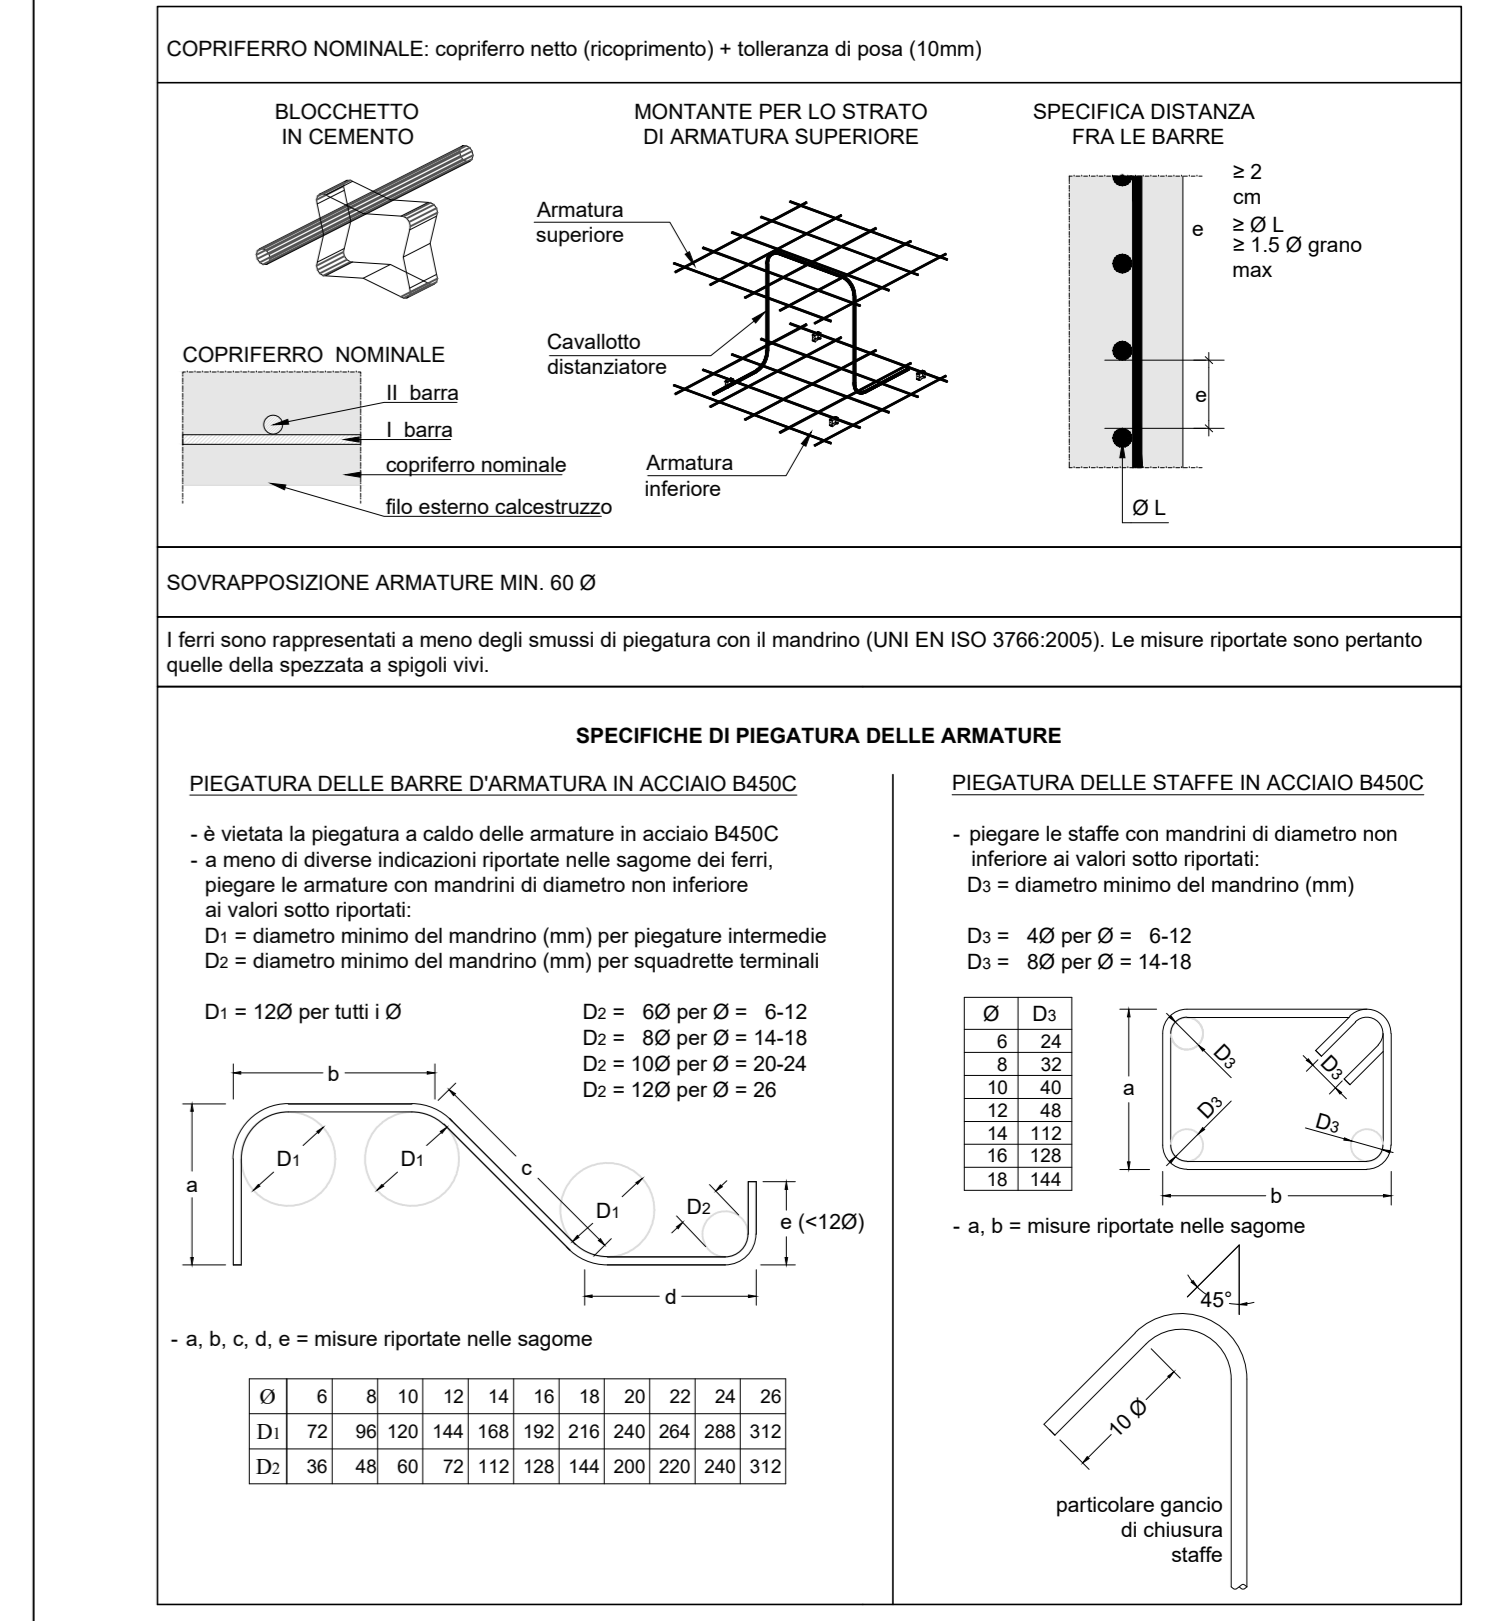 COPRIFERRO NOMINALE: copriferro netto (ricoprimento) + tolleranza di posa (10mm)
BLOCCHETTO
IN CEMENTO
MONTANTE PER LO STRATO
DI ARMATURA SUPERIORE
SPECIFICA DISTANZA
FRA LE BARRE
Armatura
superiore
Cavallotto
distanziatore
Armatura
inferiore
COPRIFERRO NOMINALE
II barra
I barra
copriferro nominale
filo esterno calcestruzzo
e
≥ 2
cm
≥ Ø L
≥ 1.5 Ø grano
max
e
Ø L
SOVRAPPOSIZIONE ARMATURE MIN. 60 Ø
I ferri sono rappresentati a meno degli smussi di piegatura con il mandrino (UNI EN ISO 3766:2005). Le misure riportate sono pertanto
quelle della spezzata a spigoli vivi.
SPECIFICHE DI PIEGATURA DELLE ARMATURE
PIEGATURA DELLE BARRE D'ARMATURA IN ACCIAIO B450C
- è vietata la piegatura a caldo delle armature in acciaio B450C
- a meno di diverse indicazioni riportate nelle sagome dei ferri,
piegare le armature con mandrini di diametro non inferiore
ai valori sotto riportati:
D1 = diametro minimo del mandrino (mm) per piegature intermedie
D2 = diametro minimo del mandrino (mm) per squadrette terminali
D1 = 12Ø per tutti i Ø
D2 = 6Ø per Ø = 6-12
D2 = 8Ø per Ø = 14-18
D2 = 10Ø per Ø = 20-24
D2 = 12Ø per Ø = 26
b
a
D1
D1
c
D1
D2
e (<12Ø)
d
- a, b, c, d, e = misure riportate nelle sagome
Ø 6 8 10 12 14 16 18 20 22 24 26
D1 72 96 120 144 168 192 216 240 264 288 312
D2 36 48 60 72 112 128 144 200 220 240 312
PIEGATURA DELLE STAFFE IN ACCIAIO B450C
- piegare le staffe con mandrini di diametro non
inferiore ai valori sotto riportati:
D3 = diametro minimo del mandrino (mm)
D3 = 4Ø per Ø = 6-12
D3 = 8Ø per Ø = 14-18
Ø D3
6 24
8 32
10 40
12 48
14 112
16 128
18 144
a
D3
D3
D3
D3
b
- a, b = misure riportate nelle sagome
45°
10 Ø
particolare gancio
di chiusura
staffe